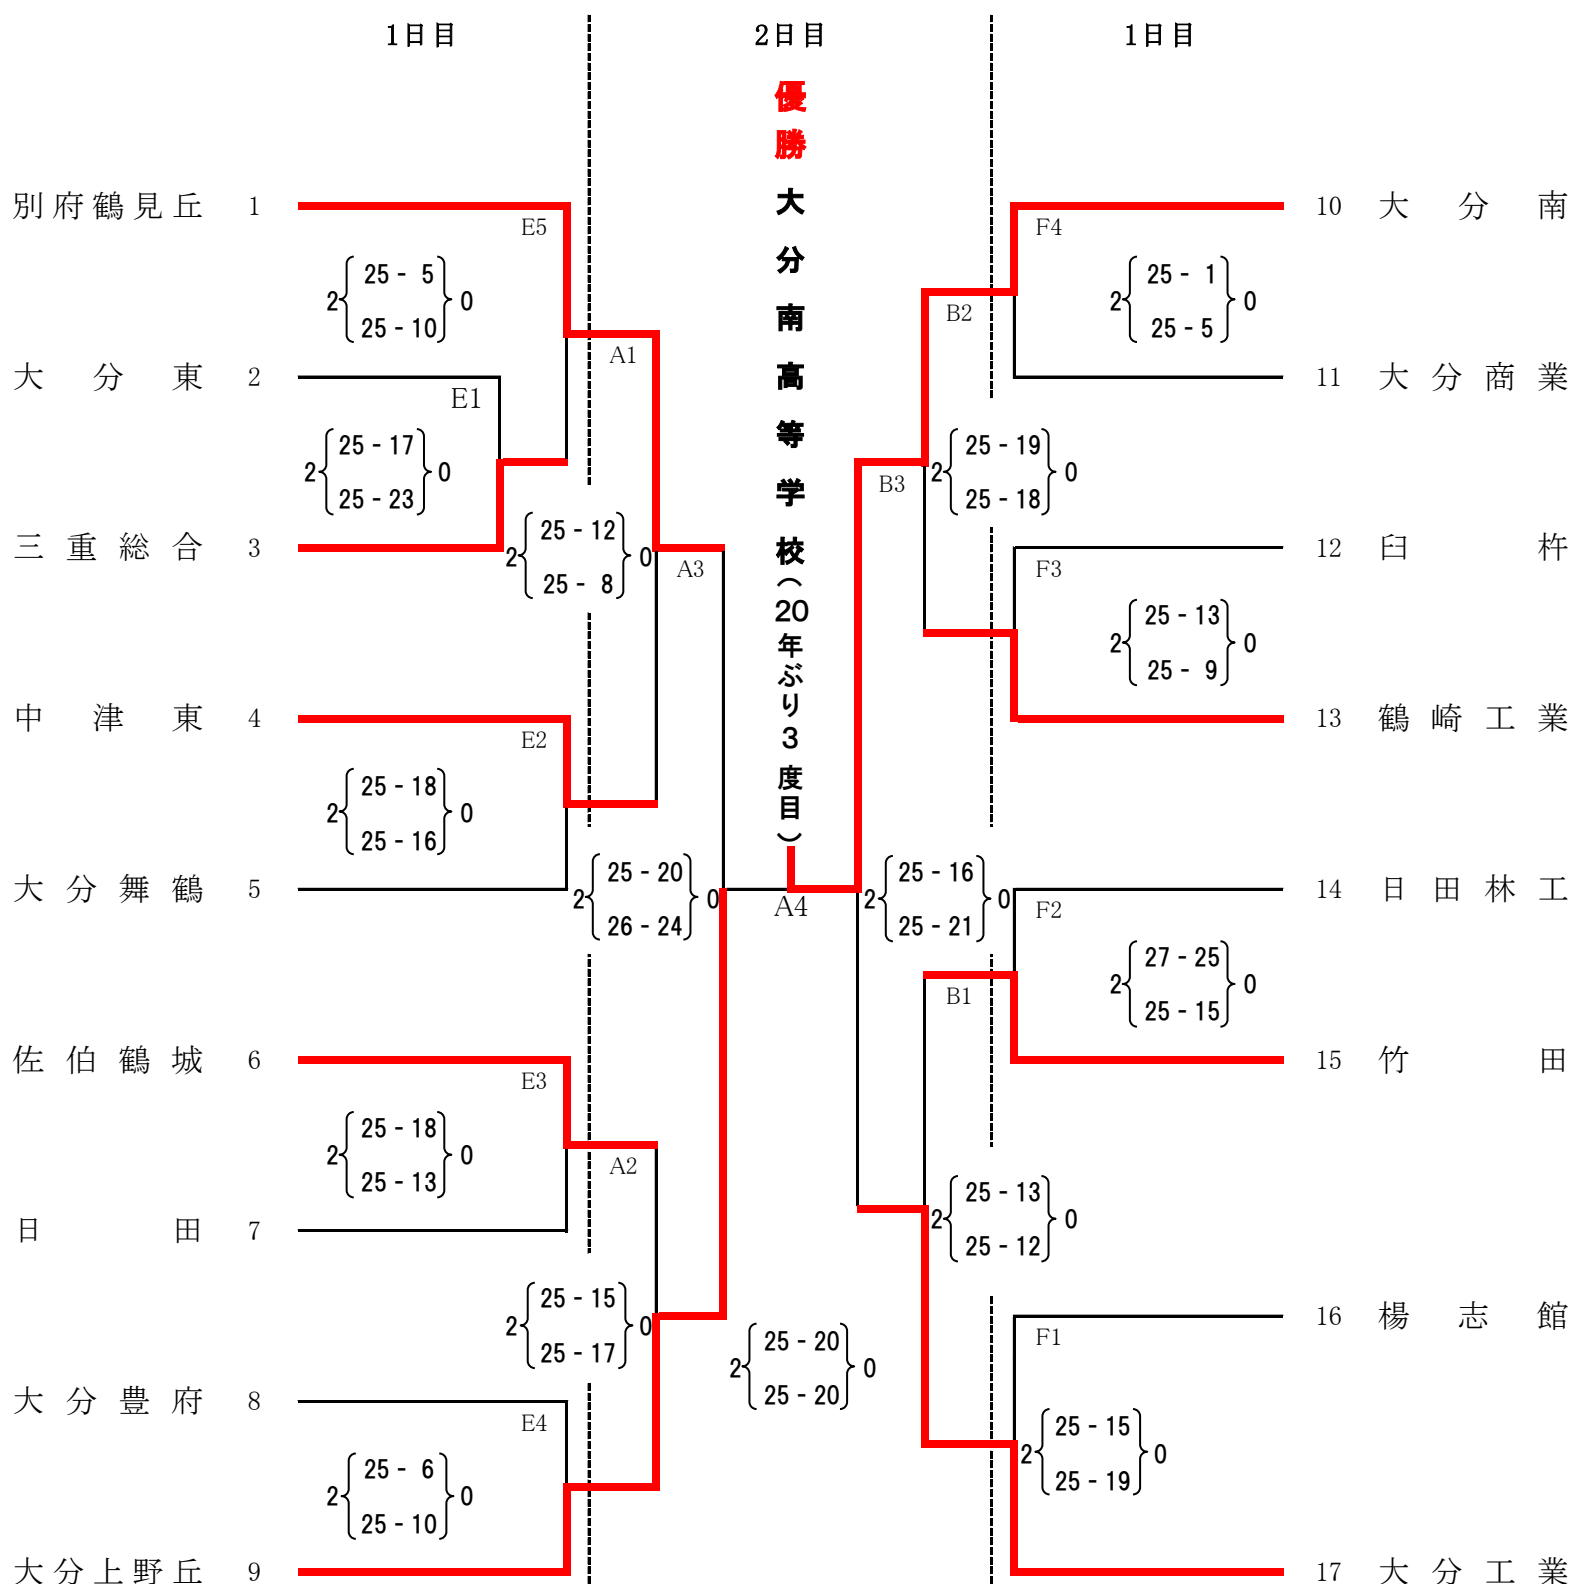 1日目
2日目
1日目
優勝 大分南高等学校(20年ぶり3度目)
別府鶴見丘 1
E5
2 25 - 5 0
25 - 10
A1
大分東 2
E1
2 25 - 17 0
25 - 23
三重総合 3
2 25 - 12 0
25 - 8
A3
中津東 4
E2
2 25 - 18 0
25 - 16
大分舞鶴 5
2 25 - 20 0
26 - 24
A4
佐伯鶴城 6
E3
2 25 - 18 0
25 - 13
A2
日田 7
2 25 - 15 0
25 - 17
大分豊府 8
E4
2 25 - 6 0
25 - 10
大分上野丘 9
2 25 - 20 0
25 - 20
10 大分南
F4
2 25 - 1 0
25 - 5
B2
11 大分商業
2 25 - 19 0
25 - 18
B3
12 臼杵
F3
2 25 - 13 0
25 - 9
13 鶴崎工業
2 25 - 16 0
25 - 21
14 日田林工
F2
2 27 - 25 0
25 - 15
B1
15 竹田
2 25 - 13 0
25 - 12
16 楊志館
F1
2 25 - 15 0
25 - 19
17 大分工業